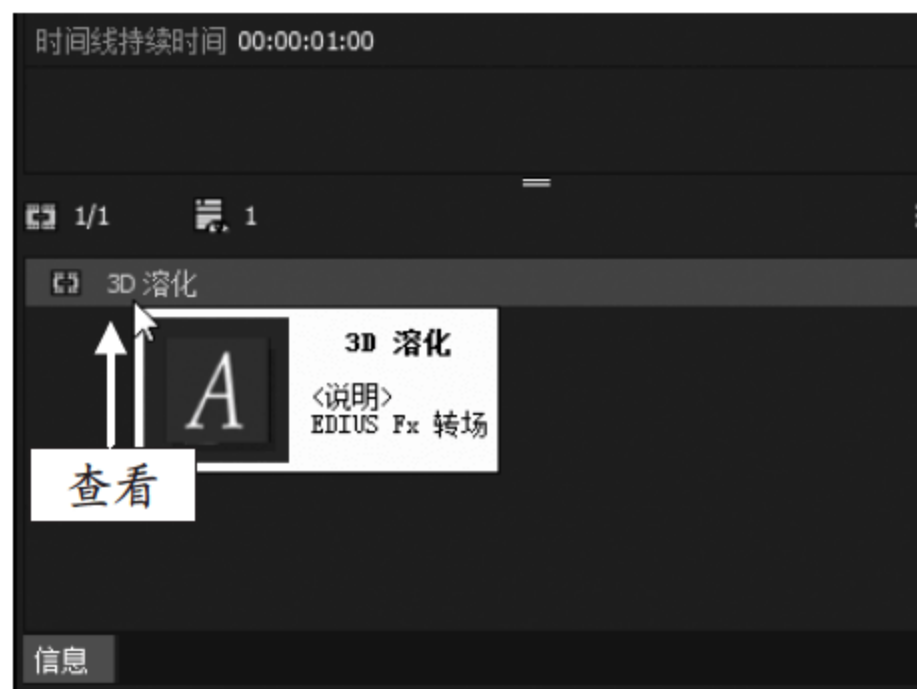 时间线持续时间 00:00:01:00
1/1 1
3D 溶化
A
3D 溶化
<说明>
EDIUS Fx 转场
查看
信息